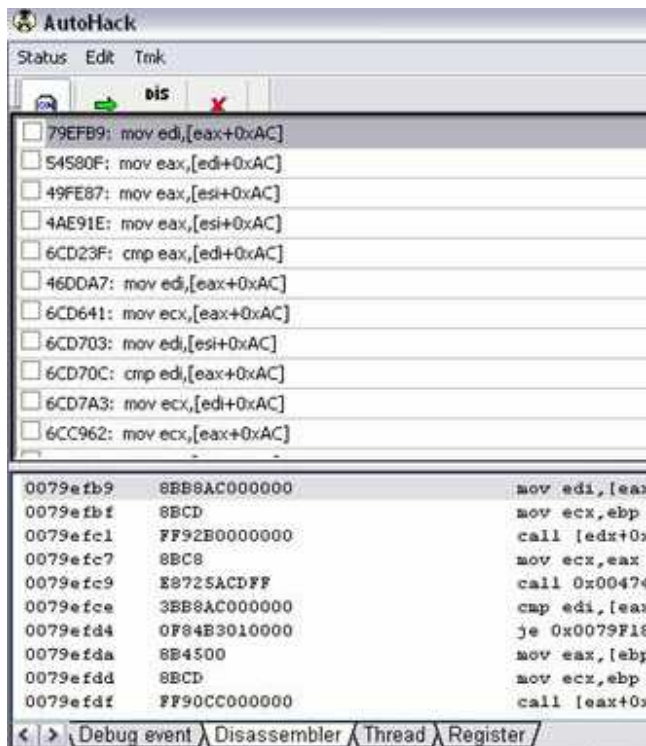 AutoHack
Status Edit Tmk
ON DIS
79EFB9: mov edi,[eax+0xAC]
54580F: mov eax,[edi+0xAC]
49FE87: mov eax,[esi+0xAC]
4AE91E: mov eax,[esi+0xAC]
6CD23F: cmp eax,[edi+0xAC]
46DDA7: mov edi,[eax+0xAC]
6CD641: mov ecx,[eax+0xAC]
6CD703: mov edi,[esi+0xAC]
6CD70C: cmp edi,[eax+0xAC]
6CD7A3: mov ecx,[edi+0xAC]
6CC962: mov ecx,[eax+0xAC]
0079efb9 8BB8AC000000 mov edi,[eax
0079efbf 8BCD mov ecx,ebp
0079efc1 FF92B0000000 call [edx+0x
0079efc7 8BC8 mov ecx,eax
0079efc9 E8725ACDFF call 0x00474
0079efce 3BB8AC000000 cmp edi,[eax
0079efd4 0F84B3010000 je 0x0079F18
0079efda 8B4500 mov eax,[ebp
0079efdd 8BCD mov ecx,ebp
0079efdf FF90CC000000 call [eax+0x
Debug event Disassembler Thread Register